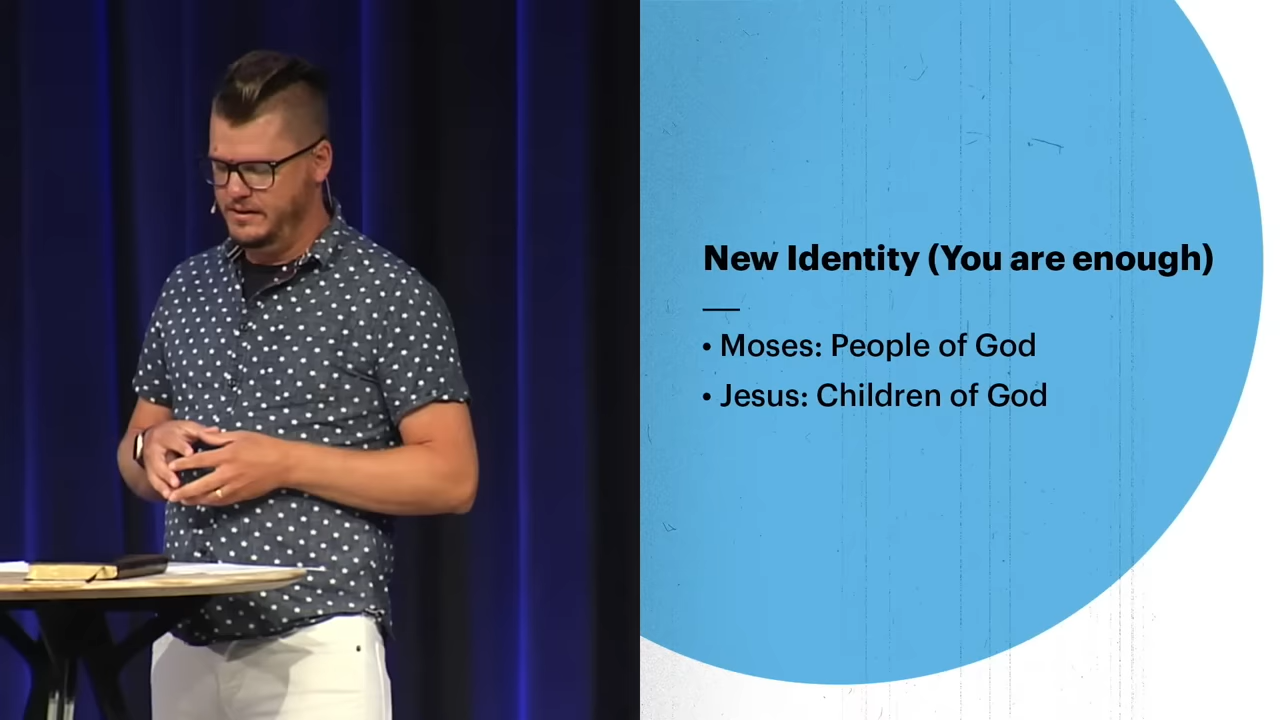 New Identity (You are enough)
• Moses: People of God
• Jesus: Children of God